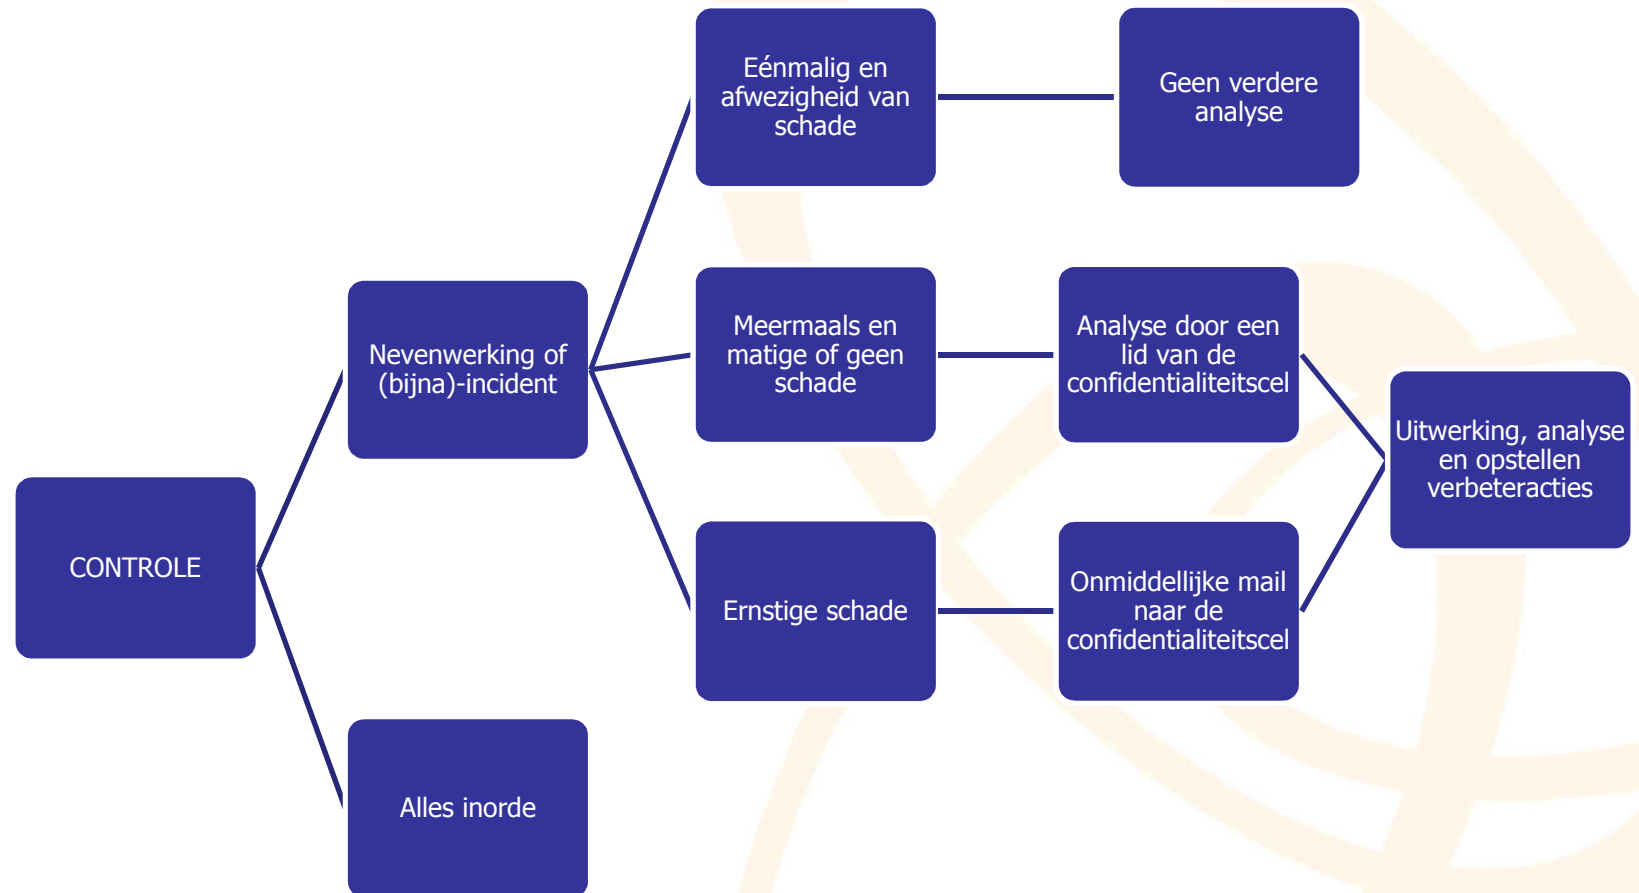 CONTROLE
Nevenwerking of
(bijna)-incident
Alles inorde
Eénmalig en
afwezigheid van
schade
Geen verdere
analyse
Meermaals en
matige of geen
schade
Analyse door een
lid van de
confidentialiteitscel
Ernstige schade
Onmiddellijke mail
naar de
confidentialiteitscel
Uitwerking, analyse
en opstellen
verbeteracties